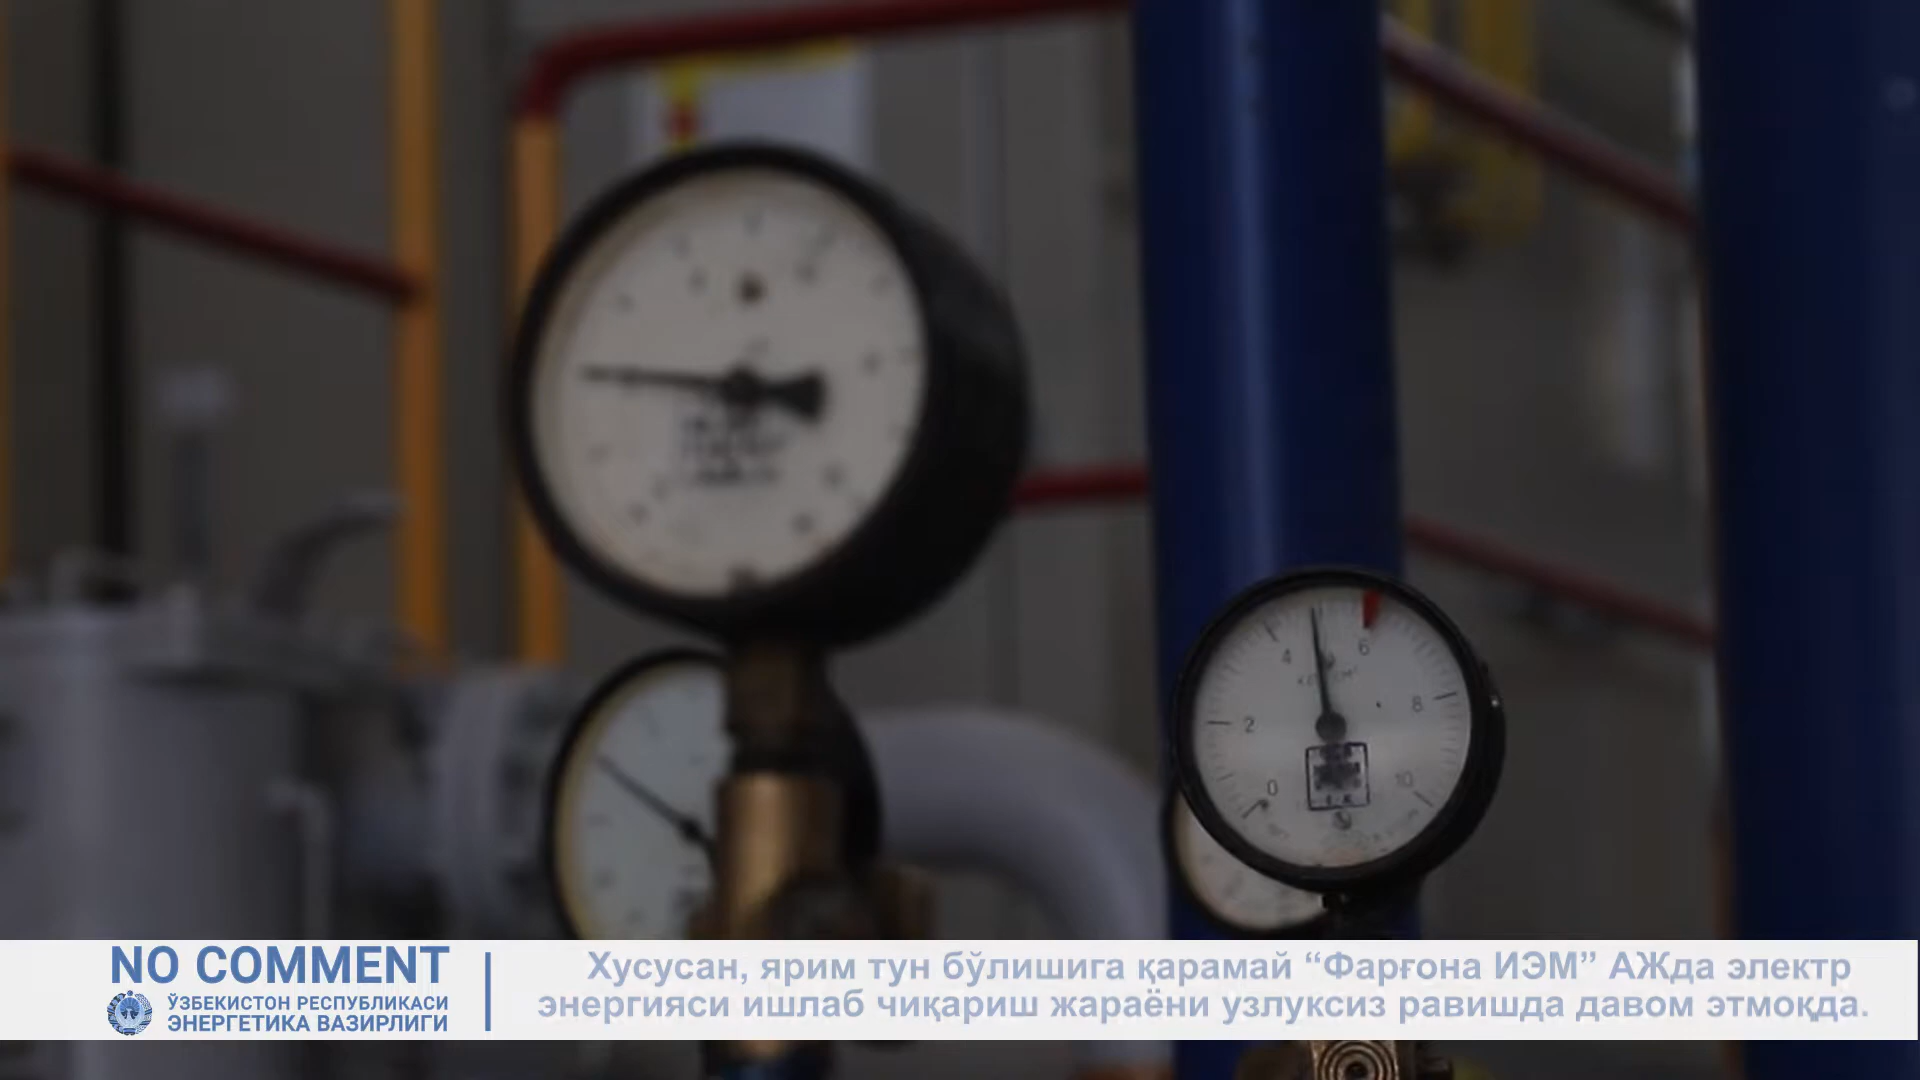 4
6
2
8
0
10
NO COMMENT
ЎЗБЕКИСТОН РЕСПУБЛИКАСИ
ЭНЕРГЕТИКА ВАЗИРЛИГИ
Хусусан, ярим тун бўлишига қарамай “Фарғона ИЭМ” АЖда электр
энергияси ишлаб чиқариш жараёни узлуксиз равишда давом этмоқда.